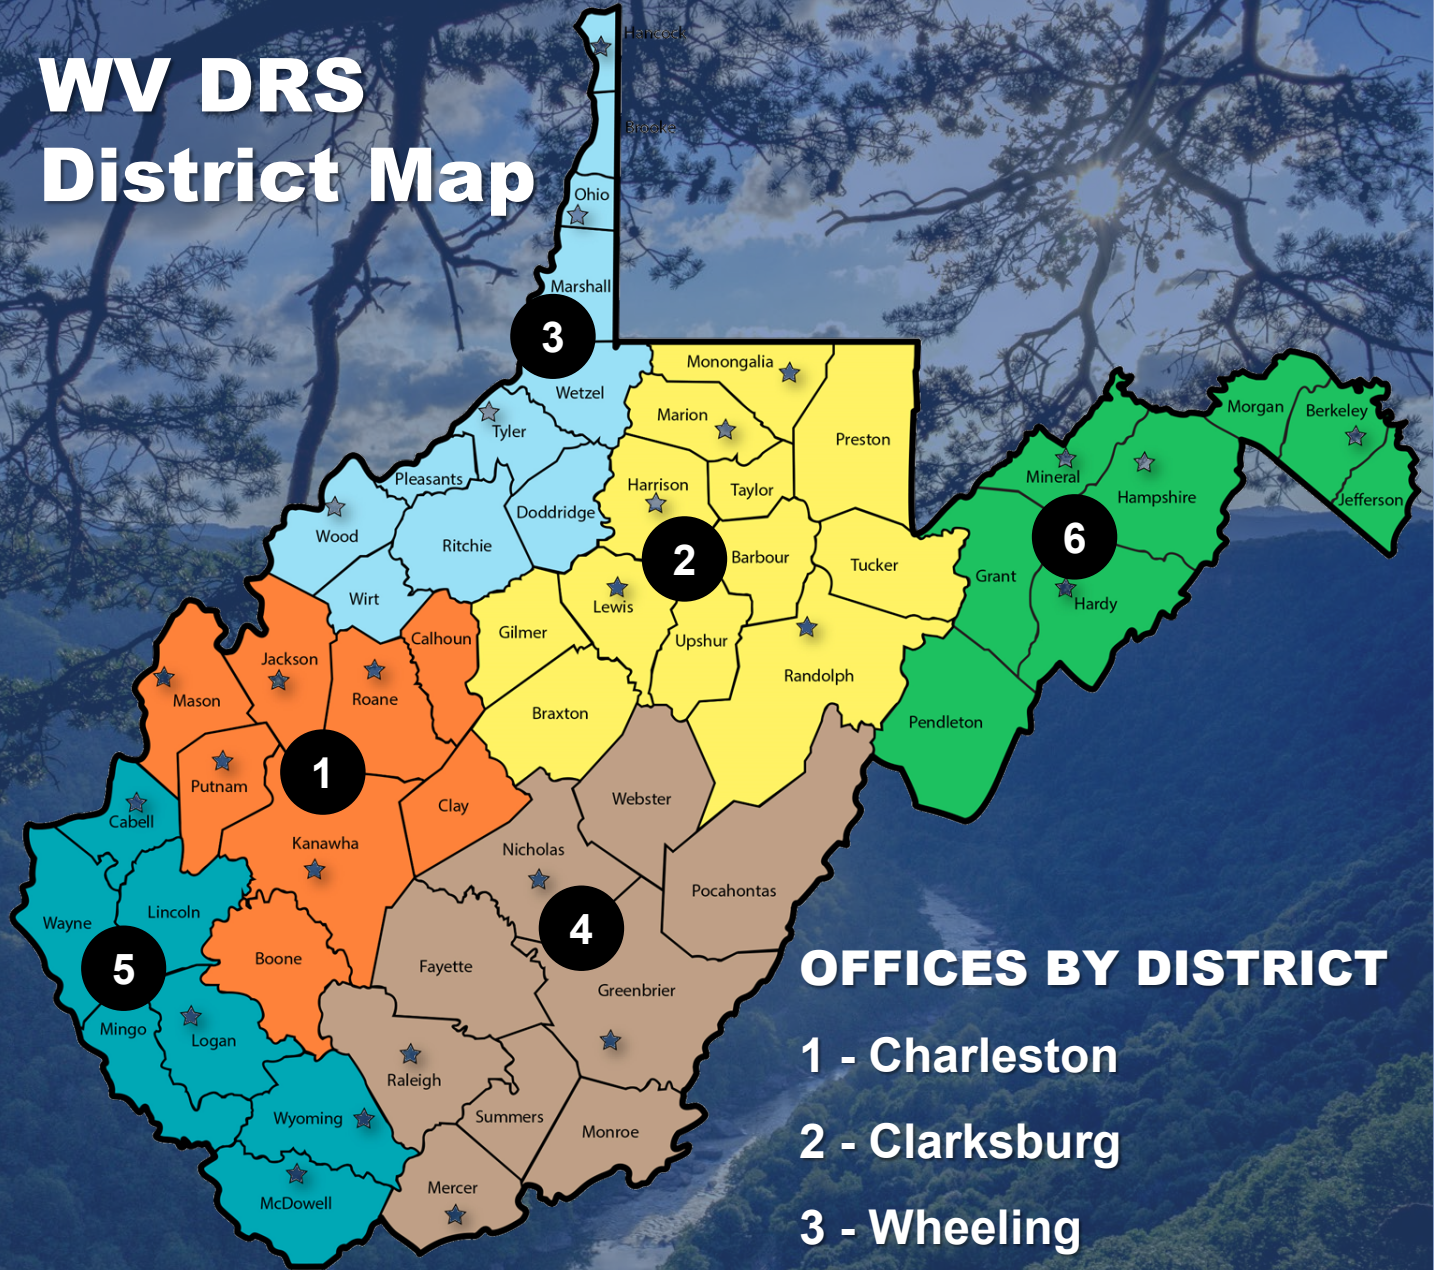 WV DRS
District Map
Hancock
Brooke
Ohio
Marshall
3
Wetzel
Tyler
Pleasants
Doddridge
Wood
Ritchie
Wirt
Monongalia
Marion
Preston
Harrison
Taylor
2
Barbour
Tucker
Lewis
Gilmer
Upshur
Randolph
Braxton
Morgan
Berkeley
Jefferson
Mineral
Hampshire
6
Grant
Hardy
Pendleton
Calhoun
Jackson
Roane
Mason
1
Putnam
Clay
Kanawha
Boone
Cabell
Lincoln
Wayne
5
Mingo
Logan
Wyoming
McDowell
Webster
Nicholas
Pocahontas
4
Fayette
Greenbrier
Raleigh
Summers
Monroe
Mercer
OFFICES BY DISTRICT
1 - Charleston
2 - Clarksburg
3 - Wheeling